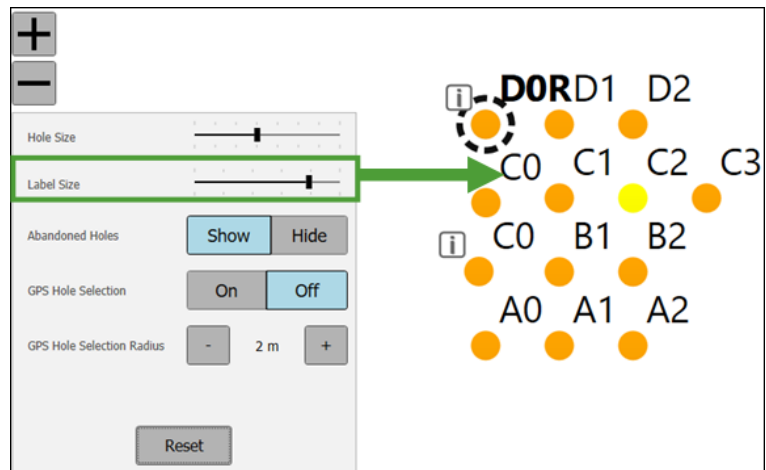 +
−
Hole Size
Label Size
Abandoned Holes Show Hide
GPS Hole Selection On Off
GPS Hole Selection Radius - 2 m +
Reset
i D0R D1 D2
C0 C1 C2 C3
i C0 B1 B2
A0 A1 A2